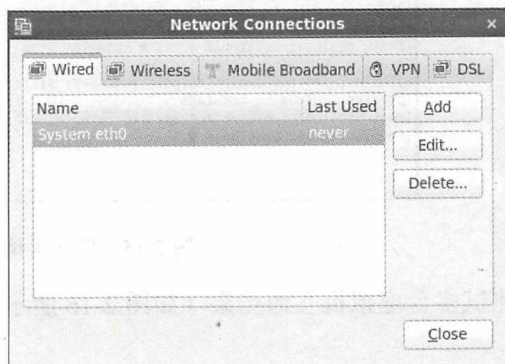 Network Connections ×
Wired Wireless Mobile Broadband VPN DSL
Name Last Used Add
System eth0 never
Edit...
Delete...
Close